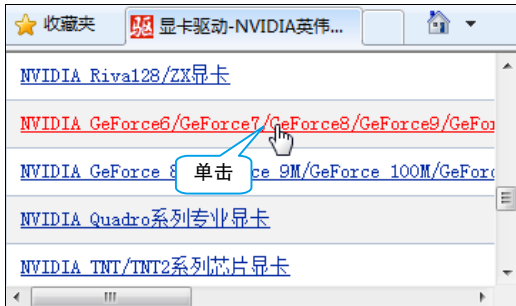 收藏夹
驱 显卡驱动-NVIDIA英伟...
NVIDIA Riva128/ZX显卡
NVIDIA GeForce6/GeForce7/GeForce8/GeForce9/GeFor
NVIDIA GeForce 8 ce 9M/GeForce 100M/GeForc
单击
NVIDIA Quadro系列专业显卡
NVIDIA TNT/TNT2系列芯片显卡